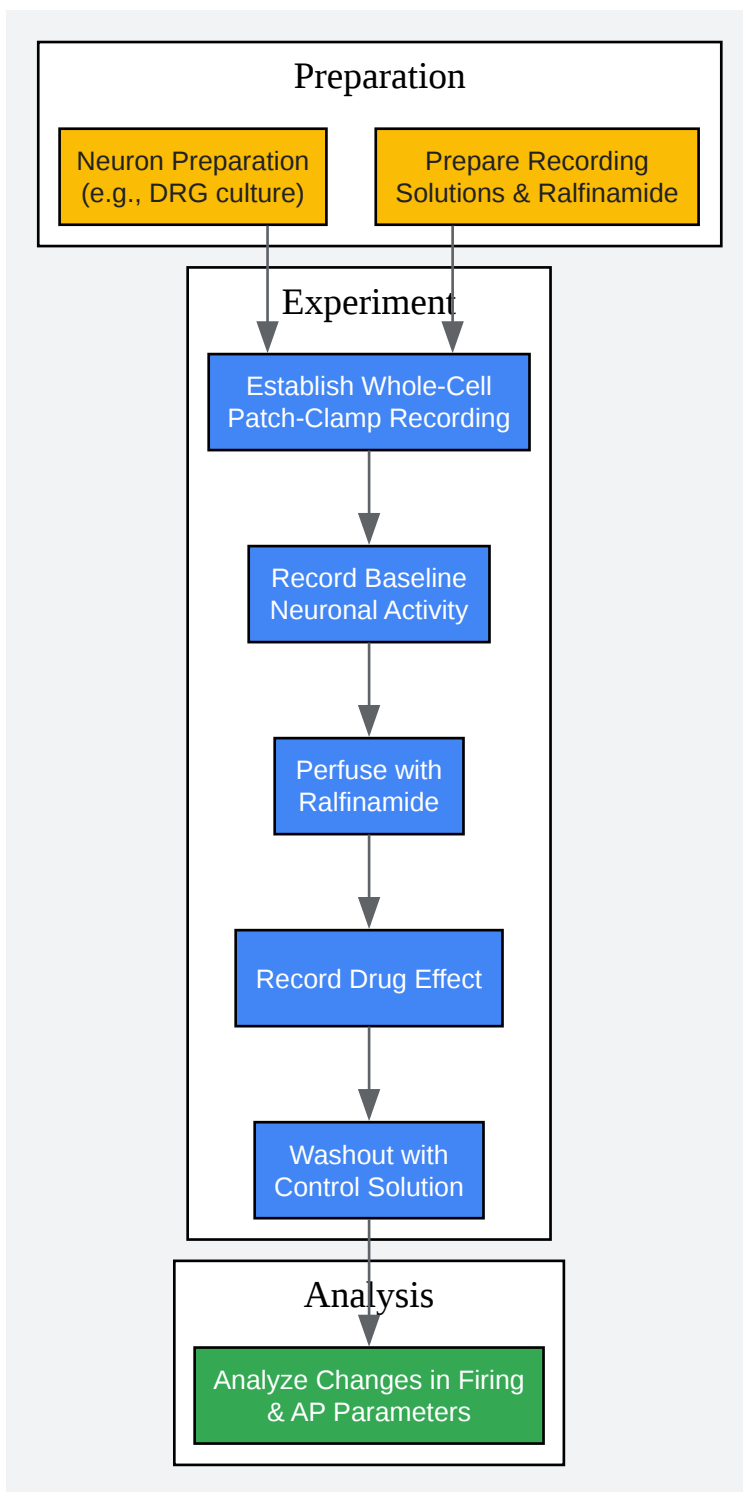 Preparation
Neuron Preparation
(e.g., DRG culture)
Prepare Recording
Solutions & Ralfinamide
Experiment
Establish Whole-Cell
Patch-Clamp Recording
Record Baseline
Neuronal Activity
Perfuse with
Ralfinamide
Record Drug Effect
Washout with
Control Solution
Analysis
Analyze Changes in Firing
& AP Parameters